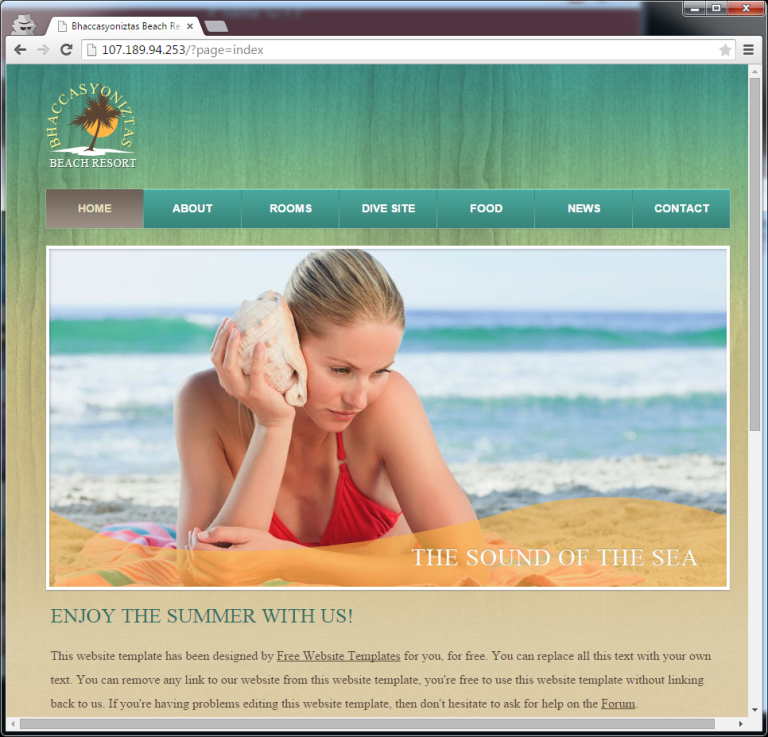 Bhaccasyoniztas Beach Re
107.189.94.253/?page=index
BHACCASYONIZTAS
BEACH RESORT
HOME ABOUT ROOMS DIVE SITE FOOD NEWS CONTACT
THE SOUND OF THE SEA
ENJOY THE SUMMER WITH US!
This website template has been designed by Free Website Templates for you, for free. You can replace all this text with your own
text. You can remove any link to our website from this website template, you're free to use this website template without linking
back to us. If you're having problems editing this website template, then don't hesitate to ask for help on the Forum.